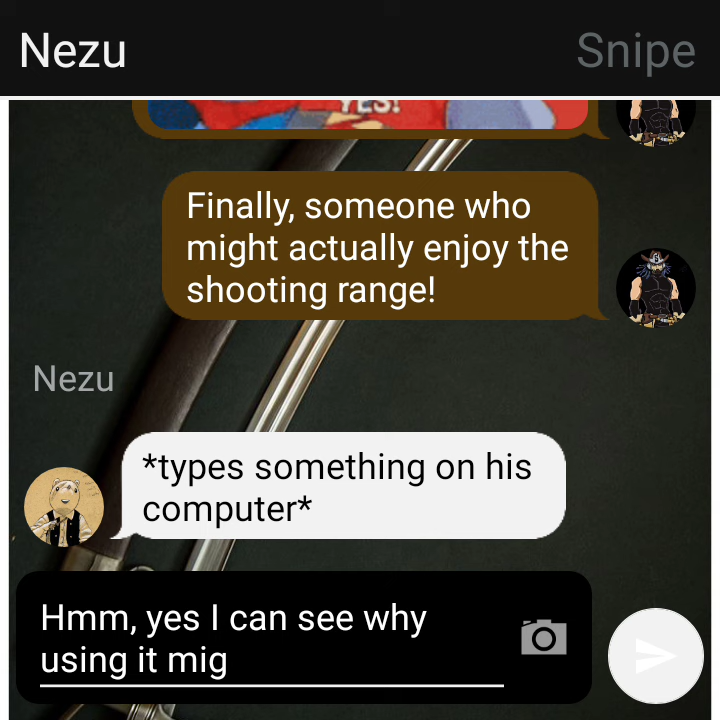 Nezu
Snipe
YES!
Finally, someone who
might actually enjoy the
shooting range!
Nezu
*types something on his
computer*
Hmm, yes I can see why
using it mig